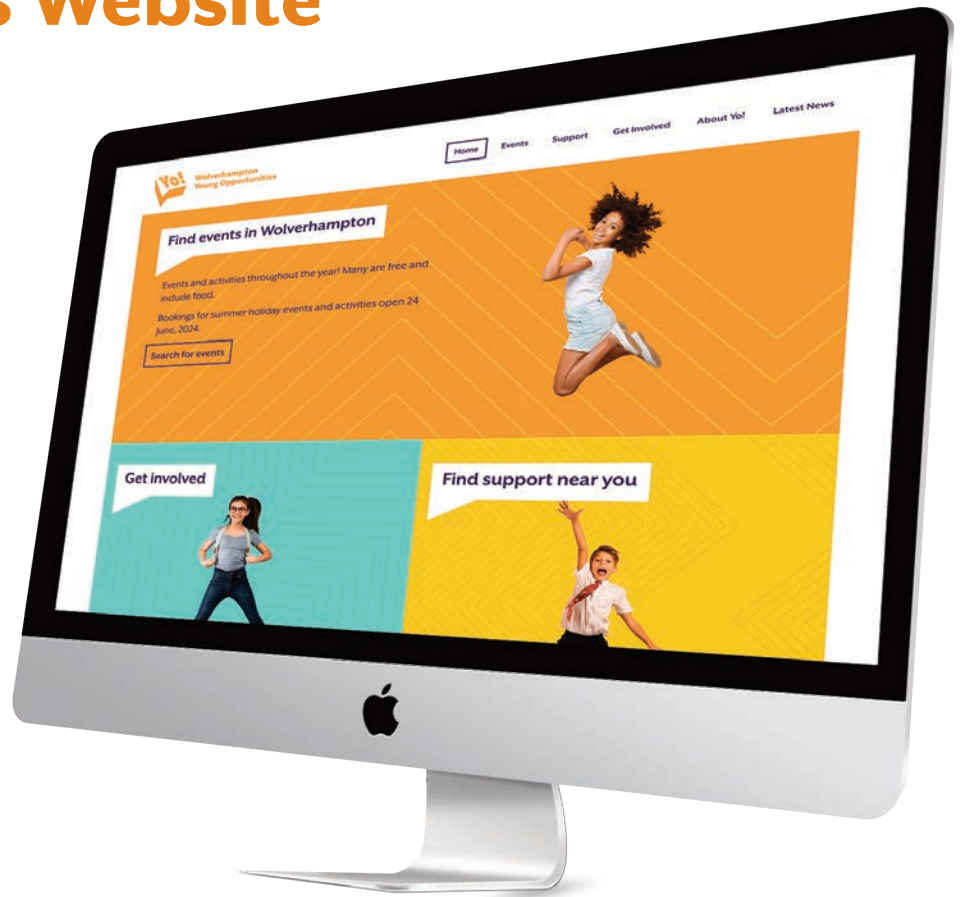 s Website
Yo!
Wolverhampton
Young Opportunities
Home Events Support Get Involved About Yo! Latest News
Find events in Wolverhampton
Events and activities throughout the year! Many are free and
include food.
Bookings for summer holiday events and activities open 24
June, 2024.
Search for events
Get involved
Find support near you